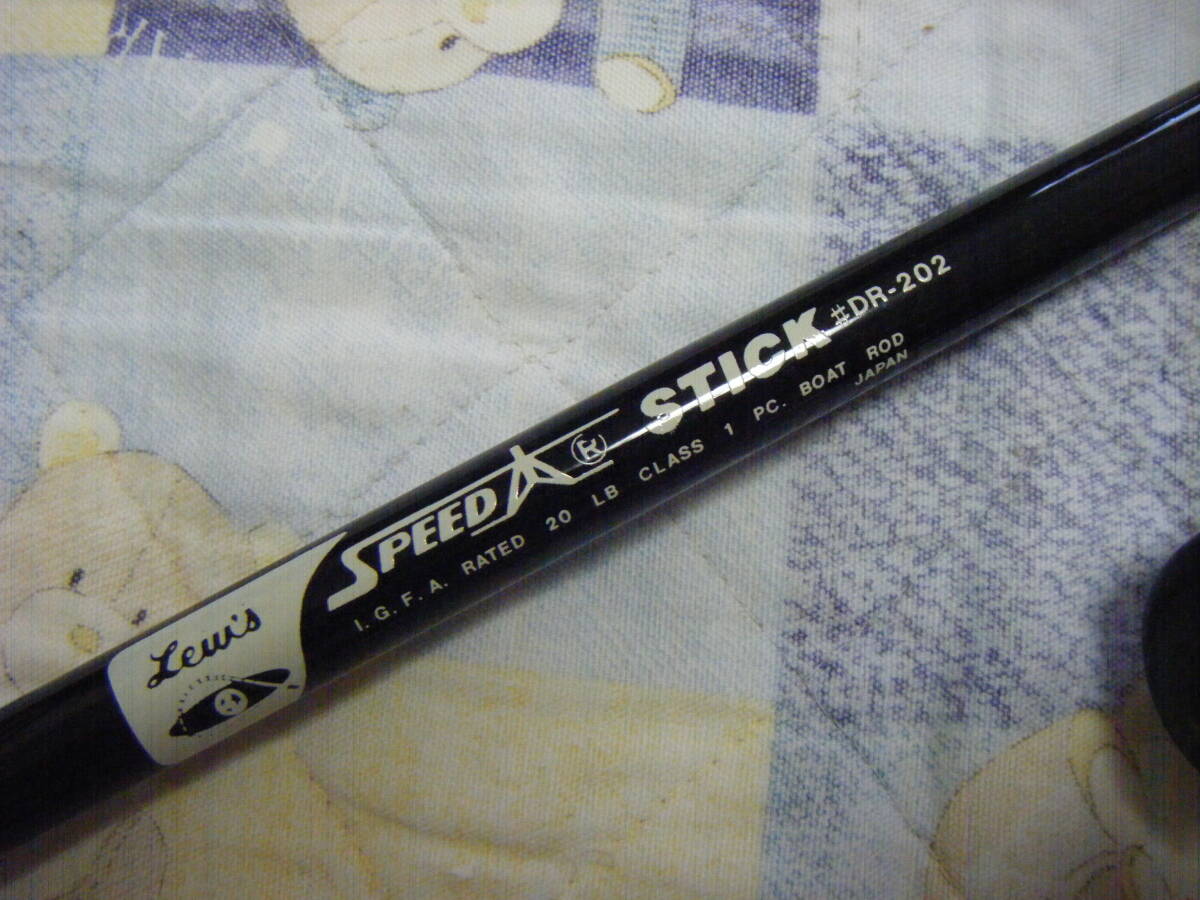 Lew's
SPEED ® STICK #DR-202
I. G. F. A. RATED 20 LB CLASS 1 PC. BOAT ROD
JAPAN